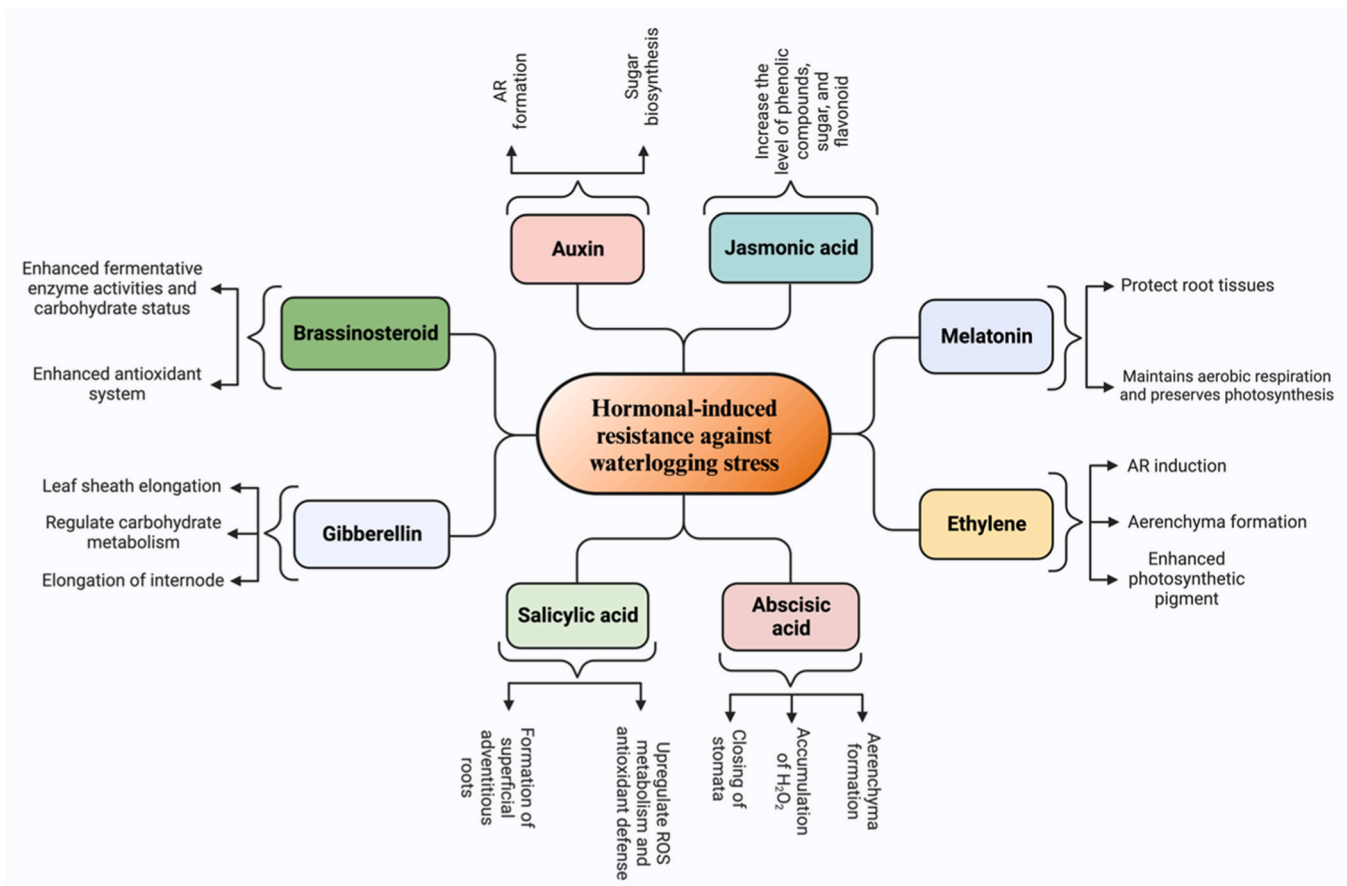 AR
formation
Sugar
biosynthesis
Increase the
level of phenolic
compounds,
sugar, and
flavonoid
Auxin
Jasmonic acid
Enhanced fermentative
enzyme activities and
carbohydrate status
Enhanced antioxidant
system
Brassinosteroid
Melatonin
Protect root tissues
Maintains aerobic respiration
and preserves photosynthesis
Hormonal-induced
resistance against
waterlogging stress
Leaf sheath elongation
Regulate carbohydrate
metabolism
Elongation of internode
Gibberellin
Ethylene
AR induction
Aerenchyma formation
Enhanced
photosynthetic
pigment
Salicylic acid
Abscisic
acid
Formation of
superficial
adventitious
roots
Upregulate ROS
metabolism and
antioxidant defense
Closing of
stomata
Accumulation
of H₂O₂
Aerenchyma
formation